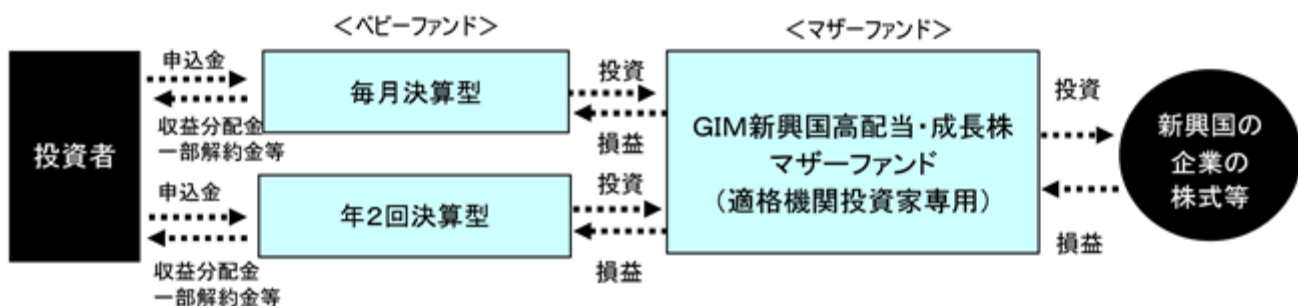 <ベビーファンド>
<マザーファンド>
投資者
申込金
収益分配金
一部解約金等
毎月決算型
投資
損益
申込金
収益分配金
一部解約金等
年2回決算型
投資
損益
GIM新興国高配当・成長株
マザーファンド
(適格機関投資家専用)
投資
損益
新興国の
企業の
株式等